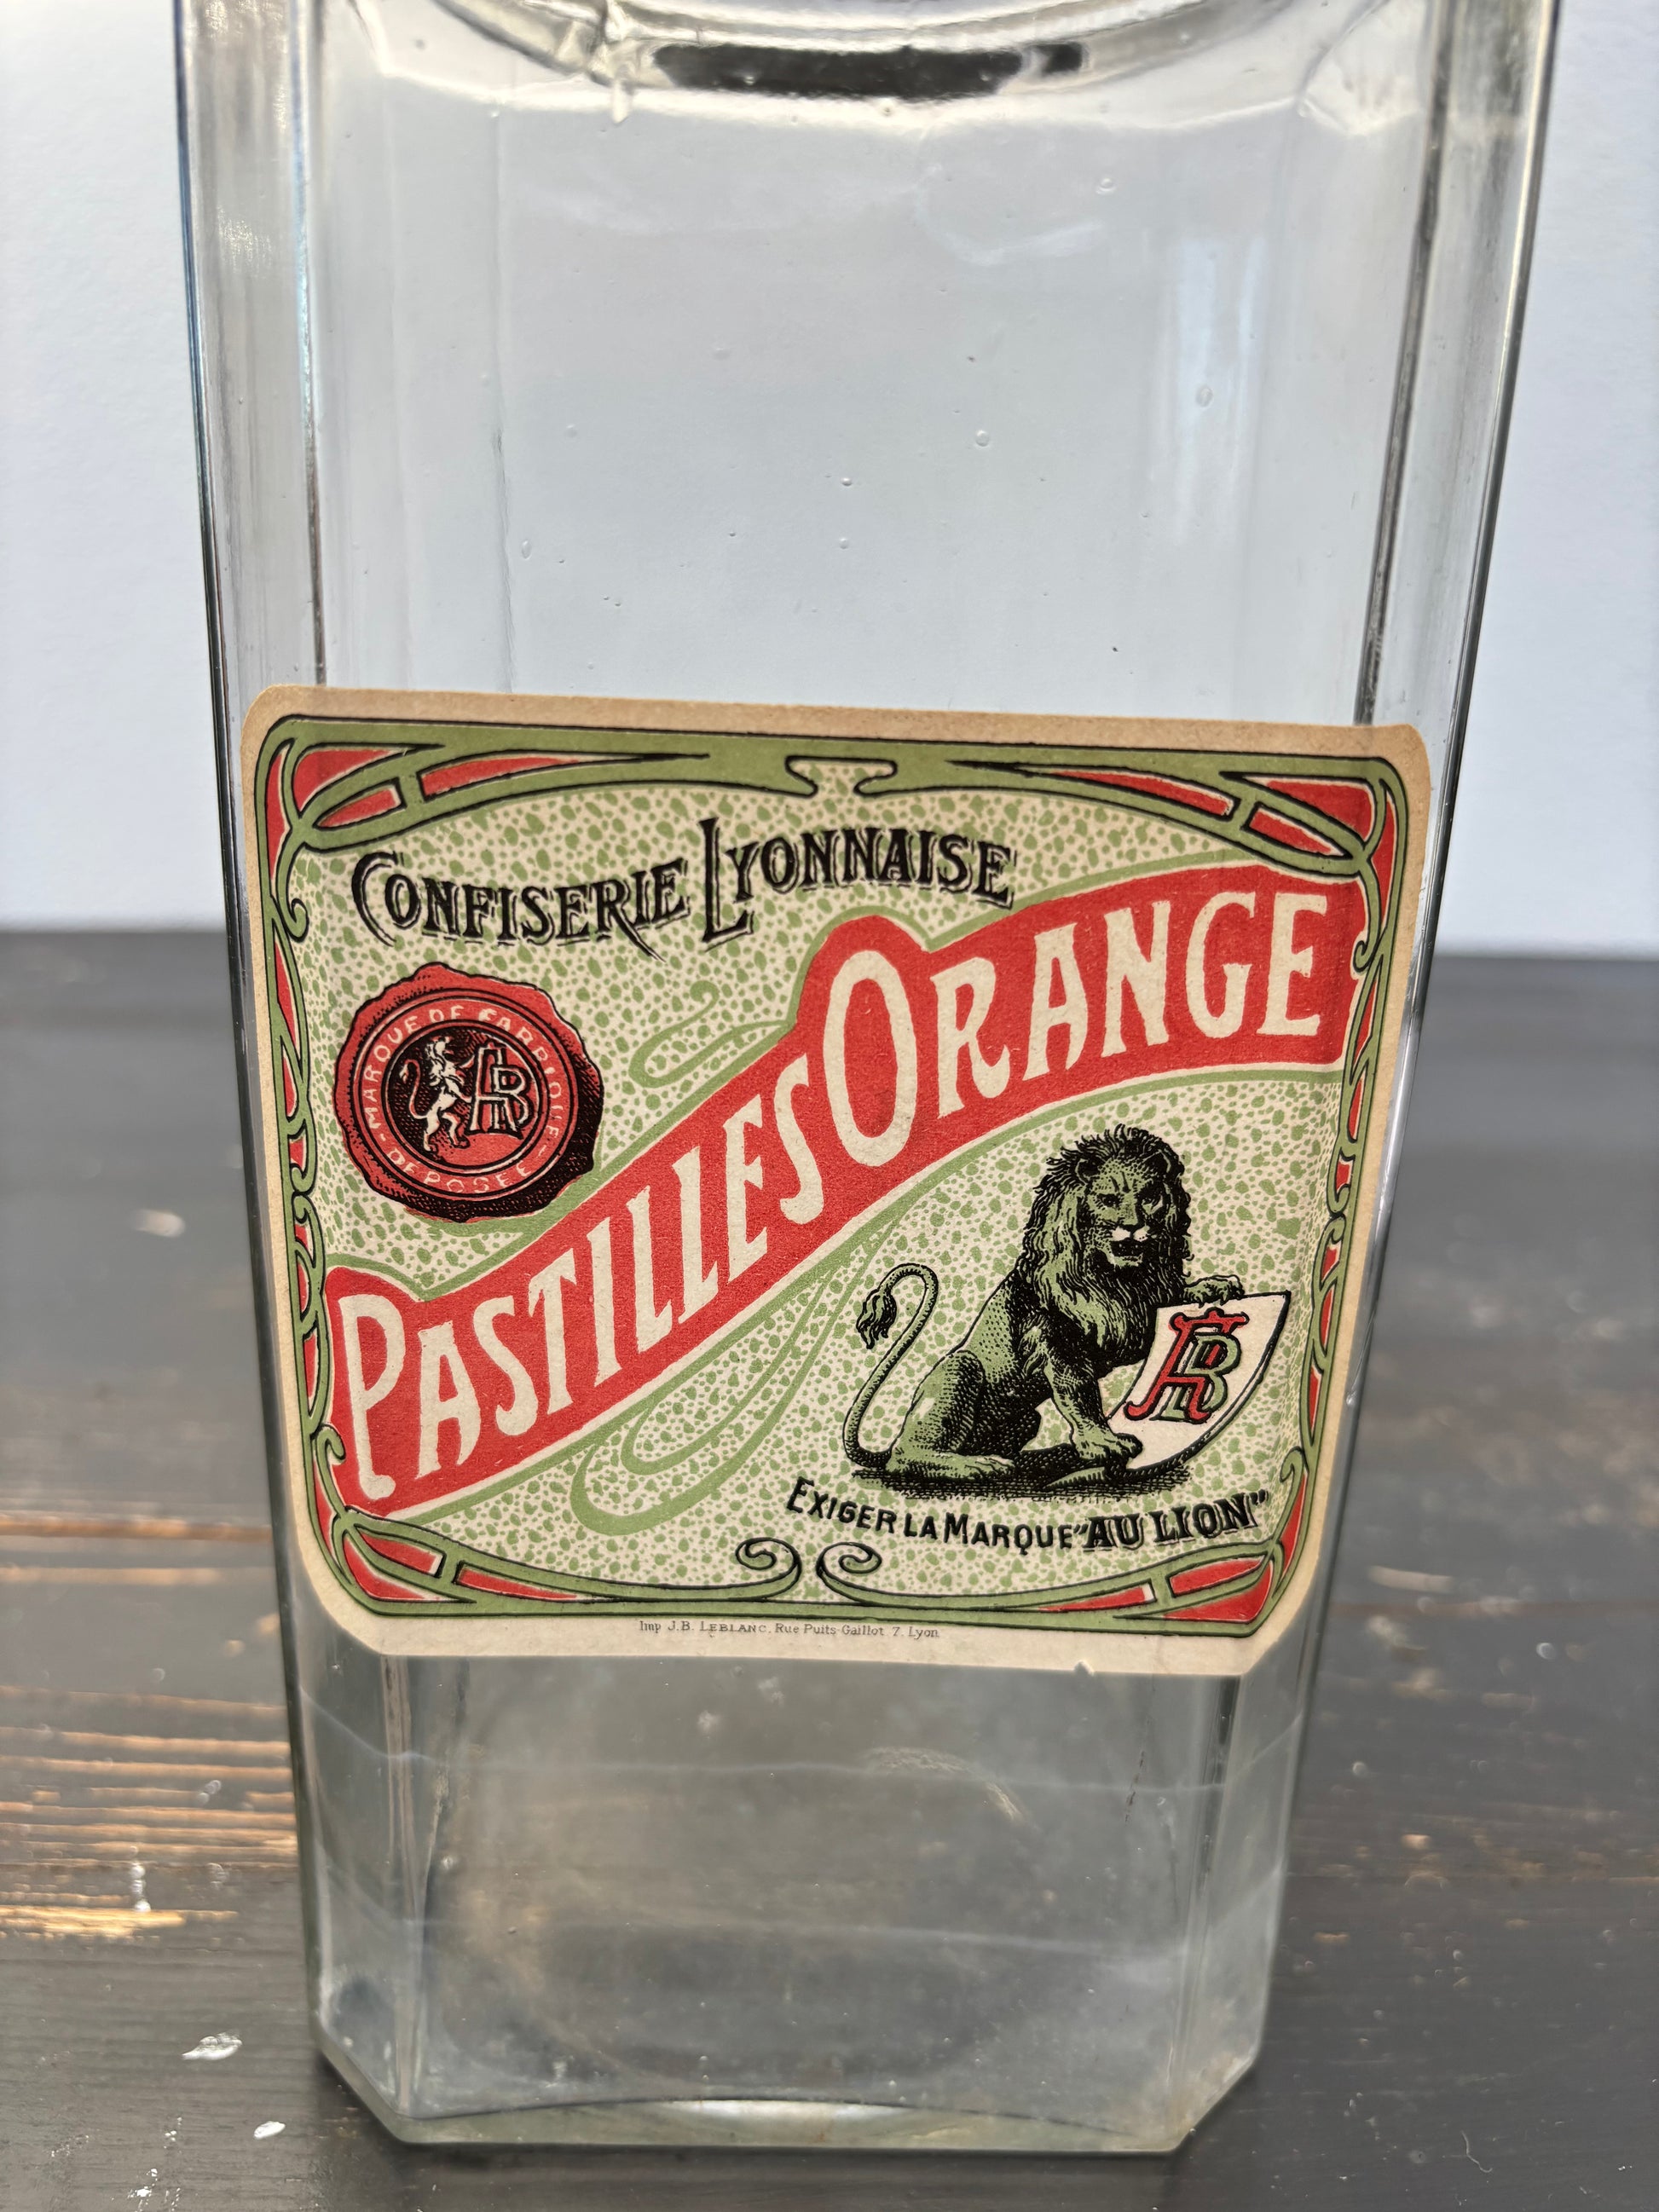 CONFISERIE LYONNAISE
MARQUE DE FABRIQUE
DÉPOSÉE
PASTILLES ORANGE
EXIGER LA MARQUE "AU LION"
Imp J.B. LEBLANC, Rue Puits-Gaillot 7, Lyon.